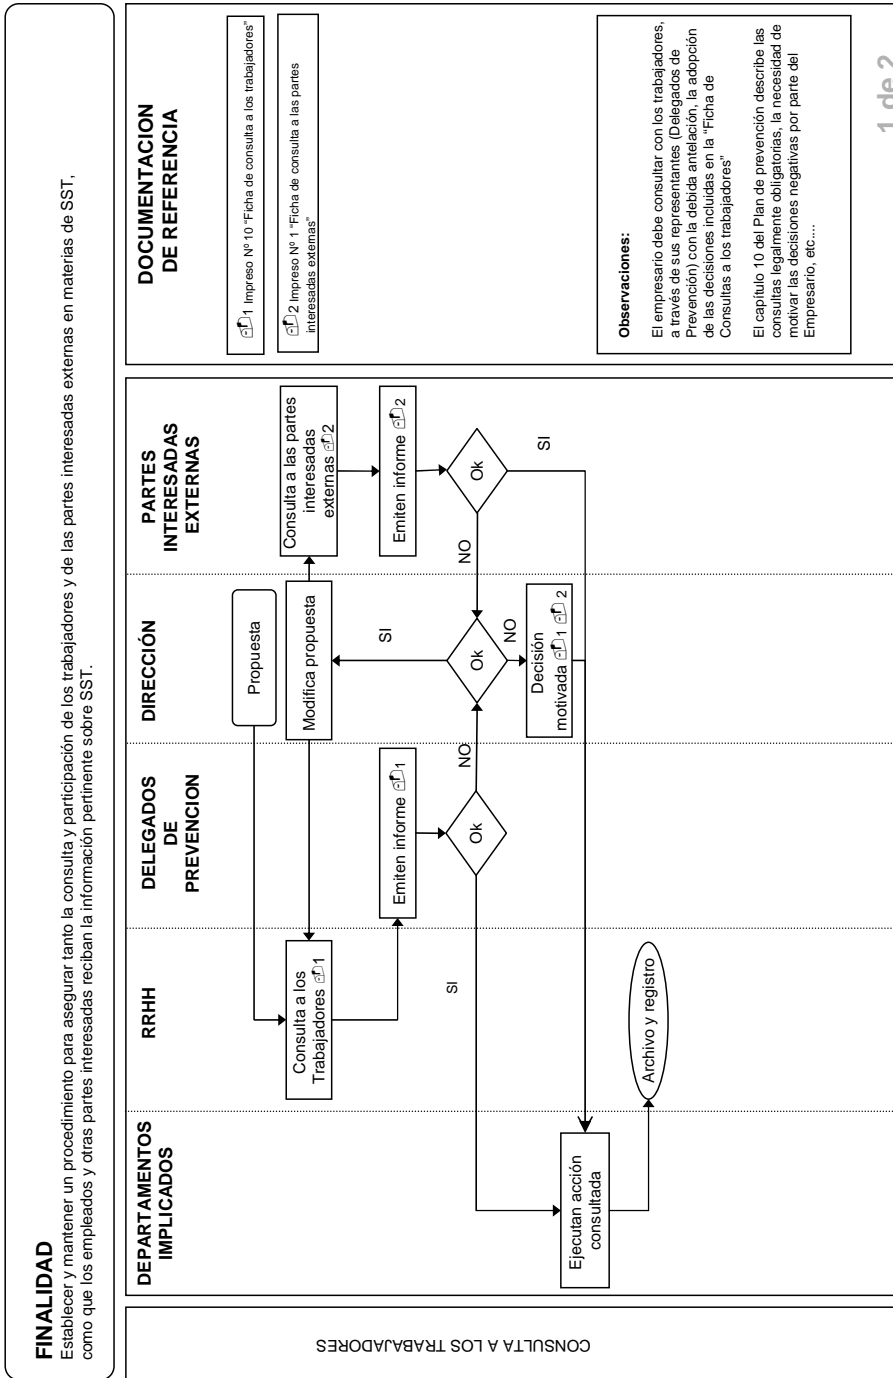 FINALIDAD
Establecer y mantener un procedimiento para asegurar tanto la consulta y participación de los trabajadores y de las partes interesadas externas en materias de SST,
como que los empleados y otras partes interesadas reciban la información pertinente sobre SST.
CONSULTA A LOS TRABAJADORES
DEPARTAMENTOS
IMPLICADOS
RRHH
DELEGADOS
DE
PREVENCION
DIRECCIÓN
PARTES
INTERESADAS
EXTERNAS
DOCUMENTACION
DE REFERENCIA
Propuesta
Consulta a los
Trabajadores 1
Modifica propuesta
Consulta a las partes
interesadas
externas 2
Emiten informe 1
Emiten informe 2
SI
Ok
NO
SI
Ok
NO
NO
Ok
SI
Decisión
motivada 1 2
Ejecutan acción
consultada
Archivo y registro
1 Impreso Nº 10 “Ficha de consulta a los trabajadores”
2 Impreso Nº 1 “Ficha de consulta a las partes
interesadas externas”
Observaciones:
El empresario debe consultar con los trabajadores,
a través de sus representantes (Delegados de
Prevención) con la debida antelación, la adopción
de las decisiones incluidas en la “Ficha de
Consultas a los trabajadores”
El capítulo 10 del Plan de prevención describe las
consultas legalmente obligatorias, la necesidad de
motivar las decisiones negativas por parte del
Empresario, etc....
1 de 2